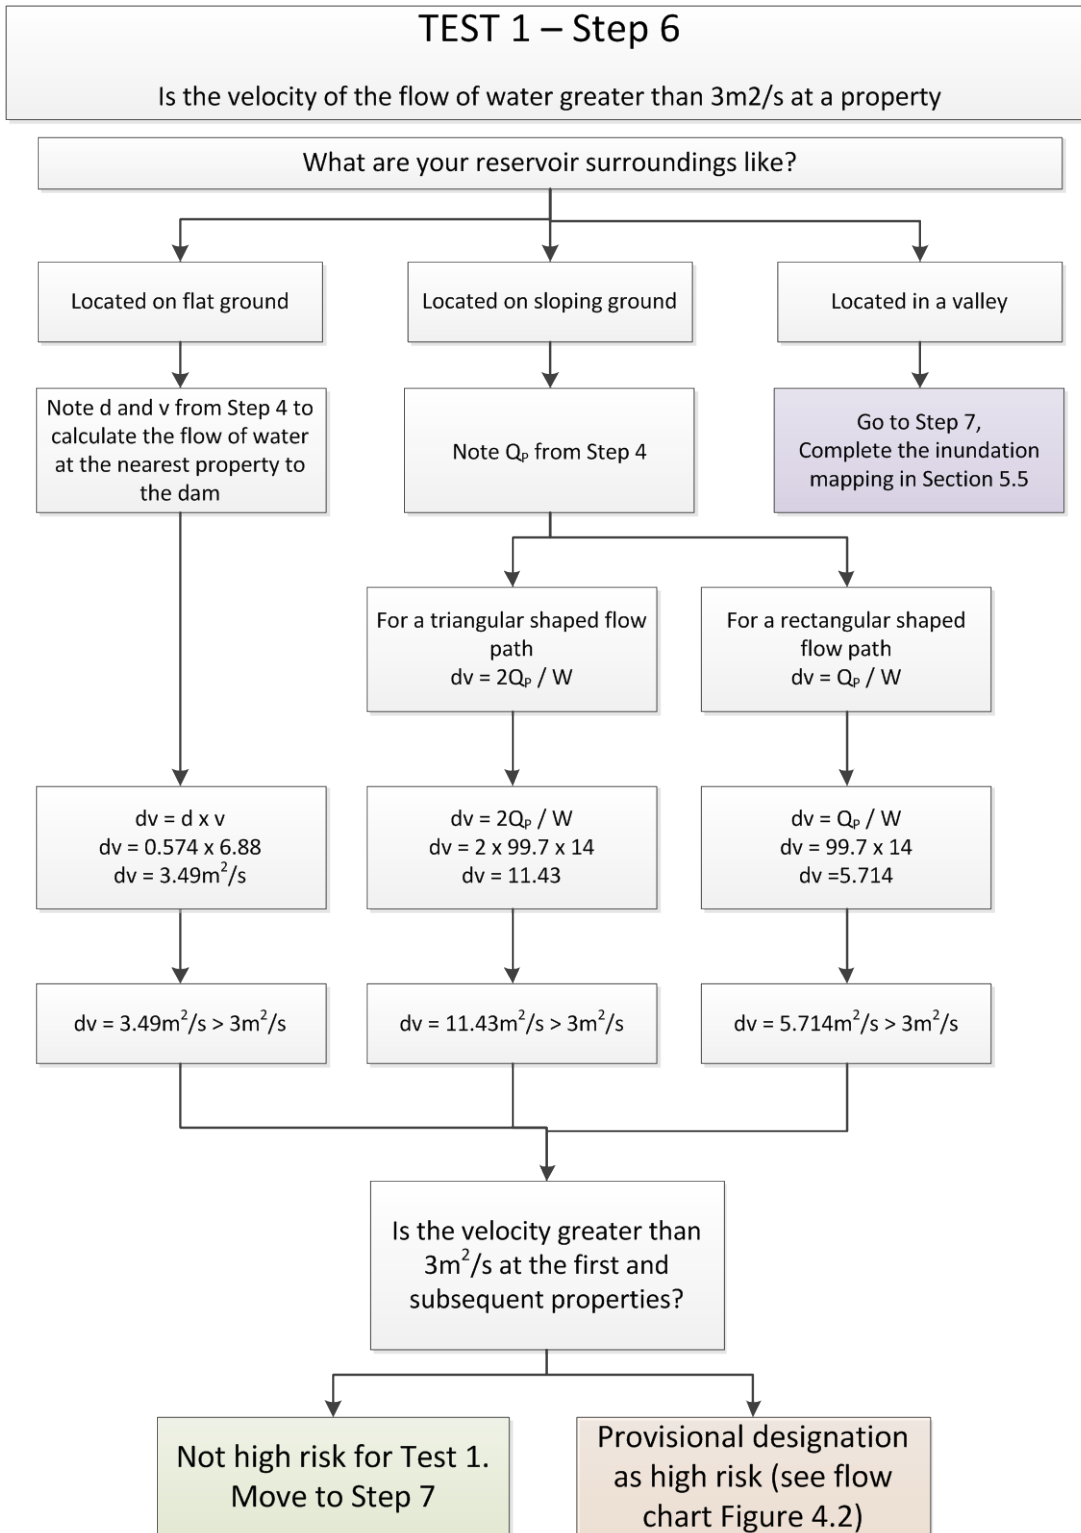 TEST 1 – Step 6
Is the velocity of the flow of water greater than 3m2/s at a property
What are your reservoir surroundings like?
Located on flat ground
Located on sloping ground
Located in a valley
Note d and v from Step 4 to
calculate the flow of water
at the nearest property to
the dam
Note Qₚ from Step 4
Go to Step 7,
Complete the inundation
mapping in Section 5.5
For a triangular shaped flow
path
dv = 2Qₚ / W
For a rectangular shaped
flow path
dv = Qₚ / W
dv = d x v
dv = 0.574 x 6.88
dv = 3.49m²/s
dv = 2Qₚ / W
dv = 2 x 99.7 x 14
dv = 11.43
dv = Qₚ / W
dv = 99.7 x 14
dv =5.714
dv = 3.49m²/s > 3m²/s
dv = 11.43m²/s > 3m²/s
dv = 5.714m²/s > 3m²/s
Is the velocity greater than
3m²/s at the first and
subsequent properties?
Not high risk for Test 1.
Move to Step 7
Provisional designation
as high risk (see flow
chart Figure 4.2)